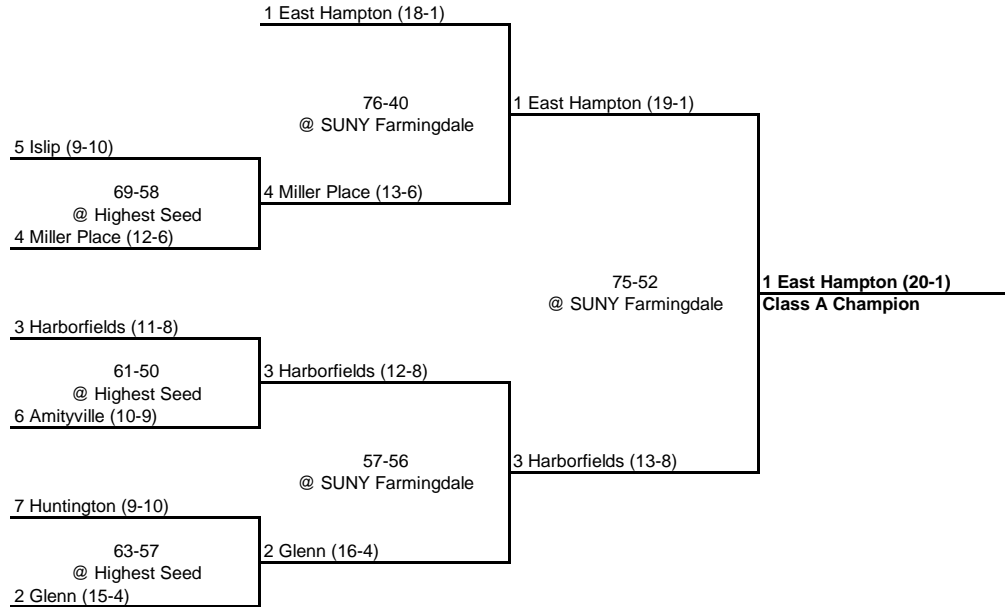 1 East Hampton (18-1)
76-40
@ SUNY Farmingdale
1 East Hampton (19-1)
5 Islip (9-10)
69-58
@ Highest Seed
4 Miller Place (13-6)
4 Miller Place (12-6)
75-52
@ SUNY Farmingdale
1 East Hampton (20-1)
Class A Champion
3 Harborfields (11-8)
61-50
@ Highest Seed
3 Harborfields (12-8)
6 Amityville (10-9)
57-56
@ SUNY Farmingdale
3 Harborfields (13-8)
7 Huntington (9-10)
63-57
@ Highest Seed
2 Glenn (16-4)
2 Glenn (15-4)